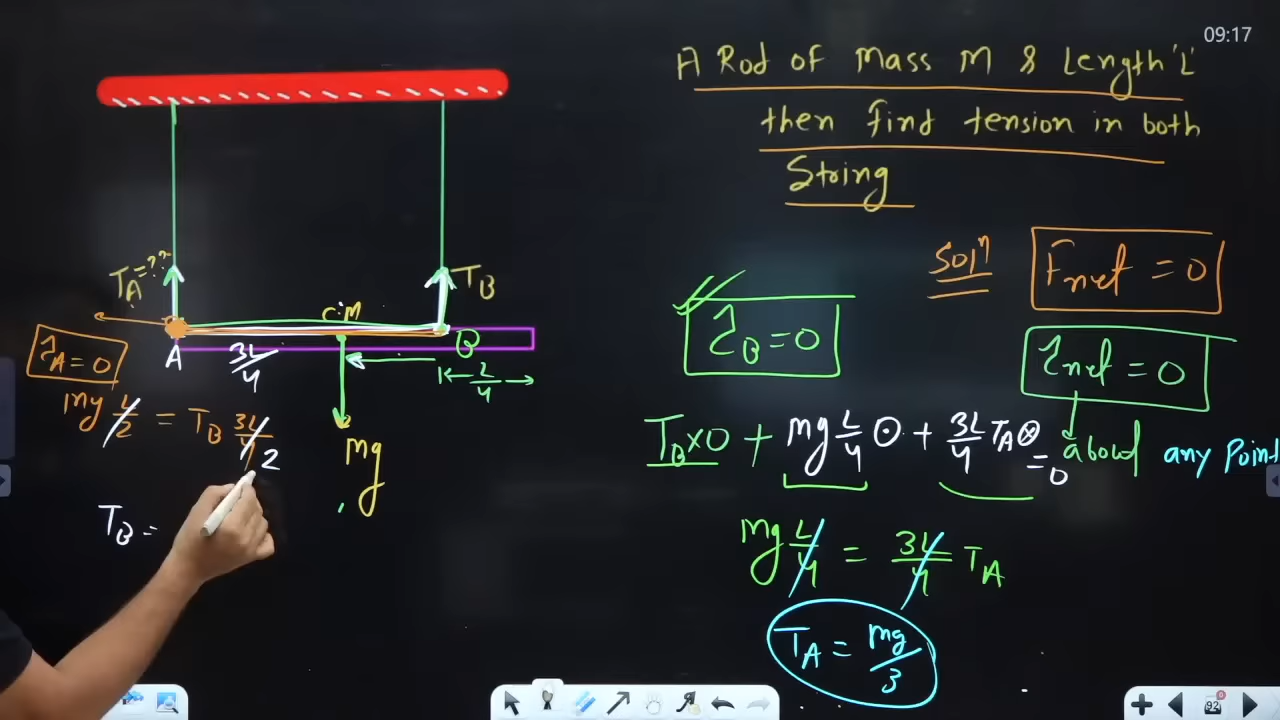 09:17
A Rod of mass M & Length 'L'
then find tension in both
String
Solⁿ
Fnet = 0
τnet = 0
about any Point
τB = 0
TB×0 + mg L/4 ⊙ + 3L/4 TA ⊗ = 0
mg L/4 = 3L/4 TA
TA = mg/3
TA = ??
TB
C.M
A
B
3L/4
L/4
mg
τA = 0
mg L/2 = TB 3L/4 2
TB =
92